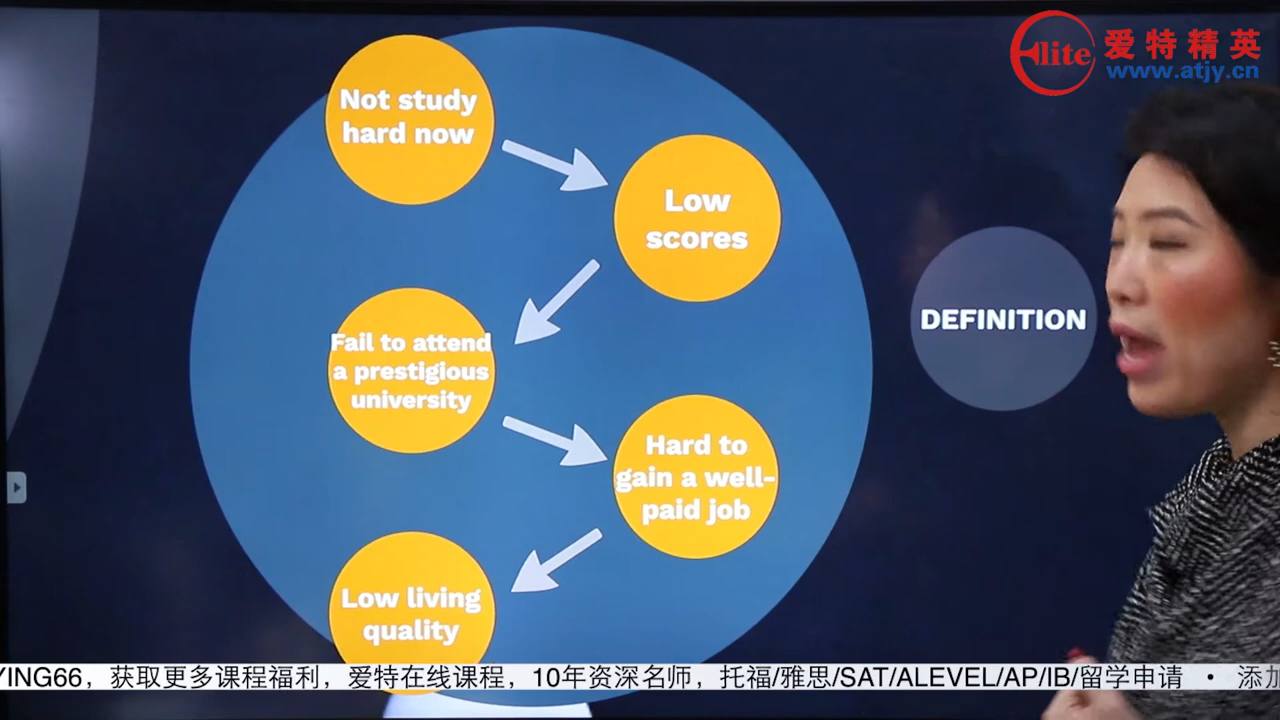 Elite 爱特精英
www.atjy.cn
Not study
hard now
Low
scores
Fail to attend
a prestigious
university
Hard to
gain a well-
paid job
Low living
quality
DEFINITION
YING66，获取更多课程福利，爱特在线课程，10年资深名师，托福/雅思/SAT/ALEVEL/AP/IB/留学申请 • 添加